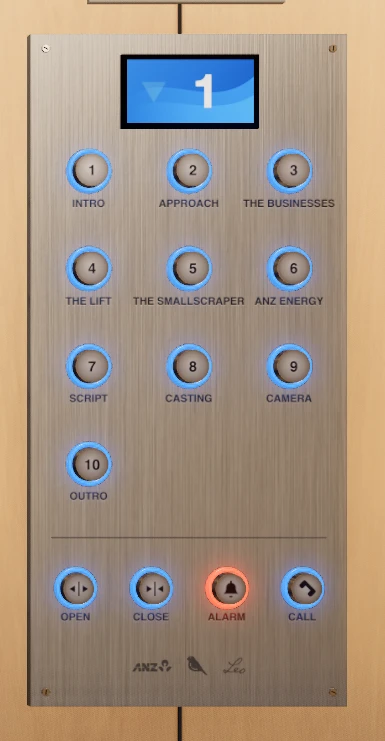 1
1 2 3
INTRO APPROACH THE BUSINESSES
4 5 6
THE LIFT THE SMALLSCRAPER ANZ ENERGY
7 8 9
SCRIPT CASTING CAMERA
10
OUTRO
OPEN CLOSE ALARM CALL
ANZ Leo